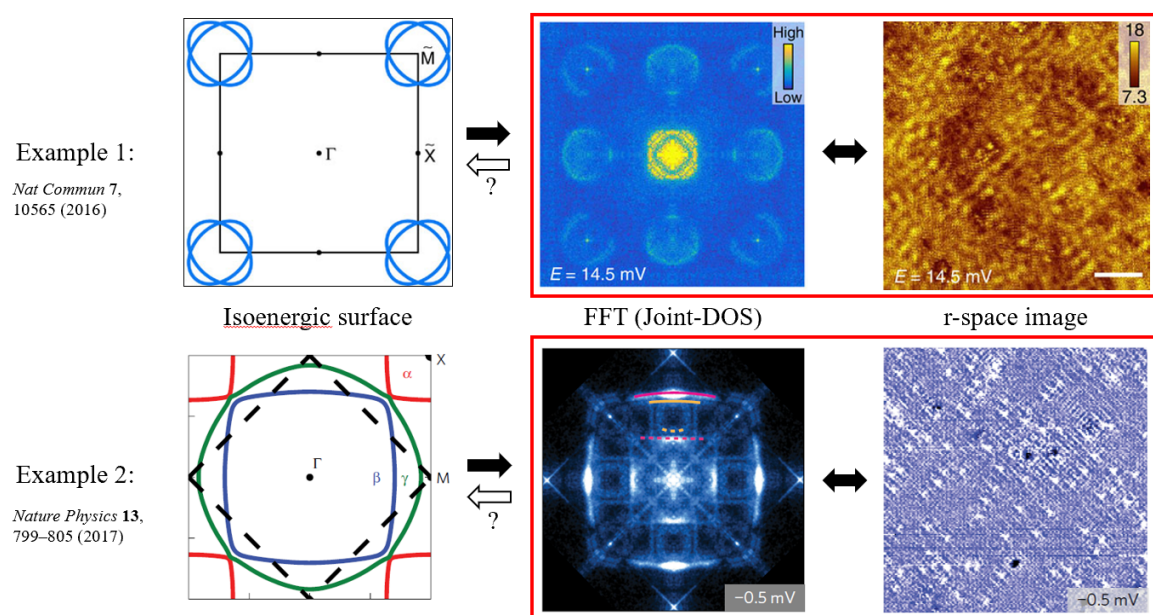 M̃
Γ
X̃
High
Low
E = 14.5 mV
18
7.3
E = 14.5 mV
Example 1:
Nat Commun 7,
10565 (2016)
?
Isoenergic surface
FFT (Joint-DOS)
r-space image
X
α
Γ
β
γ
M
Example 2:
Nature Physics 13,
799–805 (2017)
?
−0.5 mV
−0.5 mV